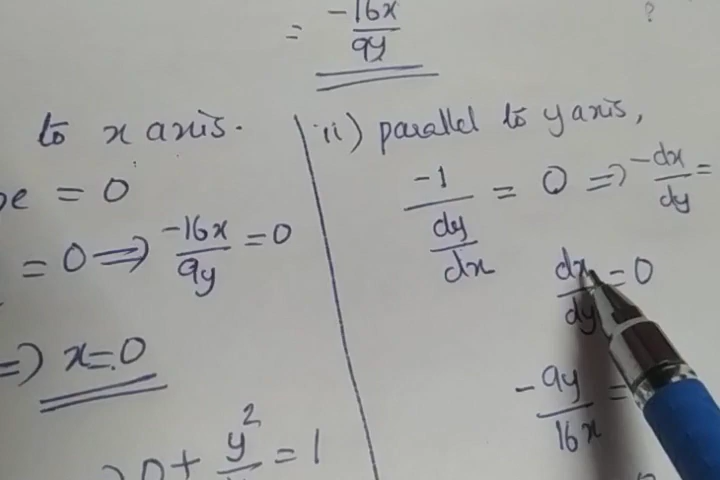 = -16x/9y
?
to x axis.
pe = 0
= 0 => -16x/9y = 0
=> x = 0
0 + y²/ = 1
ii) parallel to y axis,
-1/(dy/dx) = 0 => -dx/dy =
dx/dy = 0
-9y/16x =